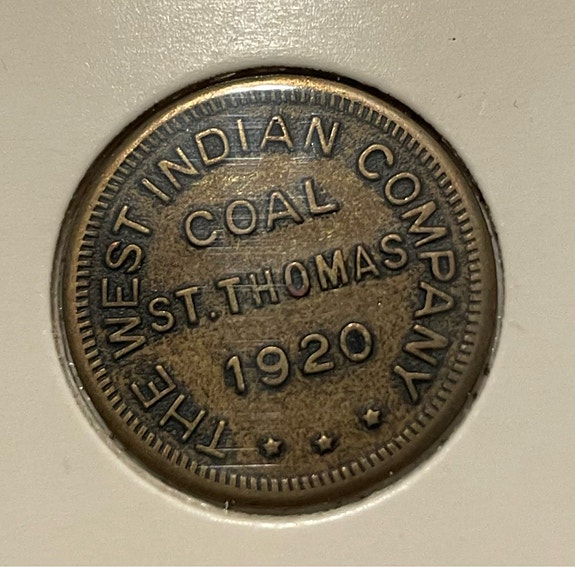 THE WEST INDIAN COMPANY
COAL
ST. THOMAS
1920